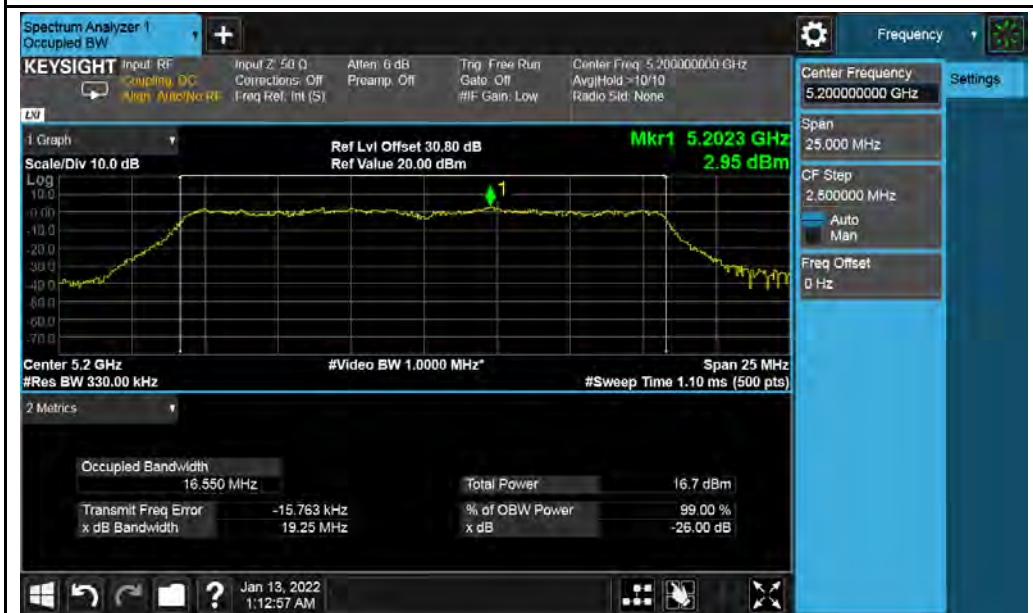 Spectrum Analyzer 1
Occupied BW
+
Frequency
KEYSIGHT
Input: RF
Coupling: DC
Align: Auto/No RF
Input Z: 50 Ω
Corrections: Off
Freq Ref: Int (S)
Atten: 6 dB
Preamp: Off
Trig: Free Run
Gate: Off
#IF Gain: Low
Center Freq: 5.200000000 GHz
Avg|Hold:>10/10
Radio Std: None
LXI
Center Frequency
5.200000000 GHz
Settings
Span
25.000 MHz
CF Step
2.500000 MHz
Auto
Man
Freq Offset
0 Hz
1 Graph
Scale/Div 10.0 dB
Ref Lvl Offset 30.80 dB
Ref Value 20.00 dBm
Mkr1 5.2023 GHz
2.95 dBm
Log
10.0
0.00
-10.0
-20.0
-30.0
-40.0
-50.0
-60.0
-70.0
1
Center 5.2 GHz
#Video BW 1.0000 MHz*
Span 25 MHz
#Res BW 330.00 kHz
#Sweep Time 1.10 ms (500 pts)
2 Metrics
Occupied Bandwidth
16.550 MHz
Total Power 16.7 dBm
Transmit Freq Error -15.763 kHz
% of OBW Power 99.00 %
x dB Bandwidth 19.25 MHz
x dB -26.00 dB
?
Jan 13, 2022
1:12:57 AM